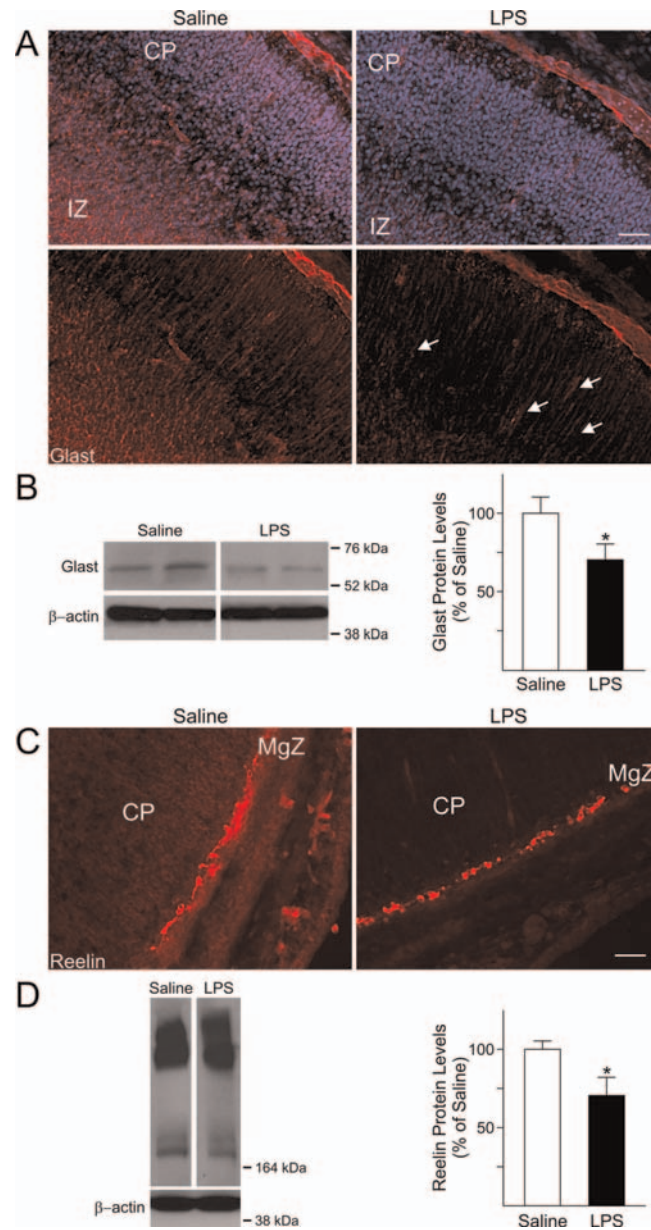 Saline LPS
A
CP CP
IZ IZ
Glast
B
Saline LPS
Glast
β–actin
76 kDa
52 kDa
38 kDa
Glast Protein Levels
(% of Saline)
100
75
*
Saline LPS
Saline LPS
C
MgZ MgZ
CP CP
Reelin
D
Saline LPS
164 kDa
β–actin
38 kDa
Reelin Protein Levels
(% of Saline)
100
75
*
Saline LPS